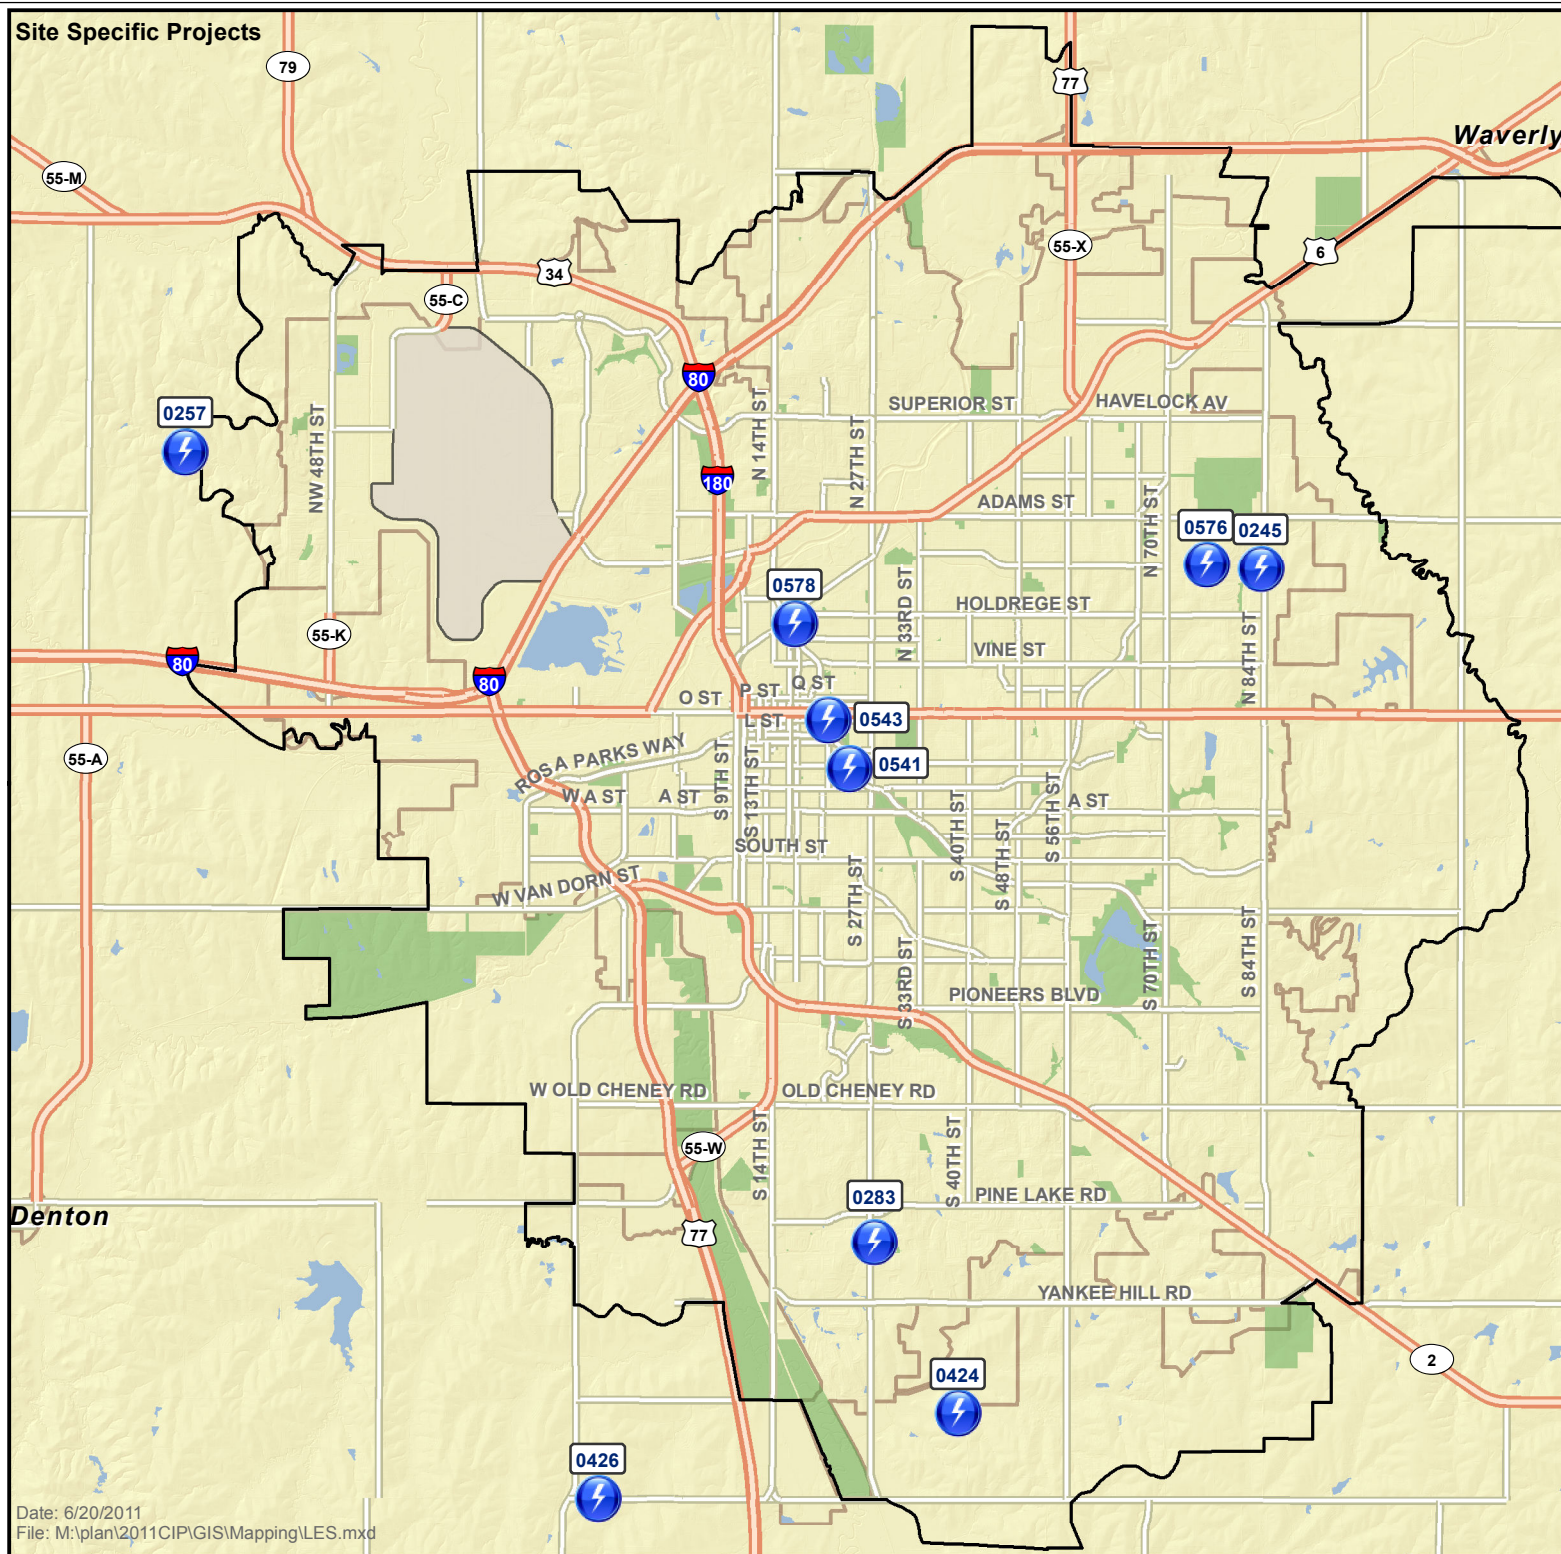 Site Specific Projects
79
77
Waverly
55-M
55-X
6
34
55-C
80
SUPERIOR ST
HAVELOCK AV
0257
NW 48TH ST
N 14TH ST
N 27TH ST
180
ADAMS ST
N 70TH ST
0576
0245
0578
N 33RD ST
HOLDREGE ST
55-K
VINE ST
N 84TH ST
80
80
O ST
P ST
Q ST
0543
L ST
55-A
ROSA PARKS WAY
0541
S 9TH ST
S 13TH ST
W A ST
A ST
S 40TH ST
S 48TH ST
S 56TH ST
A ST
SOUTH ST
W VAN DORN ST
S 27TH ST
S 33RD ST
S 70TH ST
S 84TH ST
PIONEERS BLVD
W OLD CHENEY RD
OLD CHENEY RD
55-W
S 14TH ST
S 40TH ST
0283
PINE LAKE RD
Denton
77
YANKEE HILL RD
0424
2
0426
Date: 6/20/2011
File: M:\plan\2011CIP\GIS\Mapping\LES.mxd